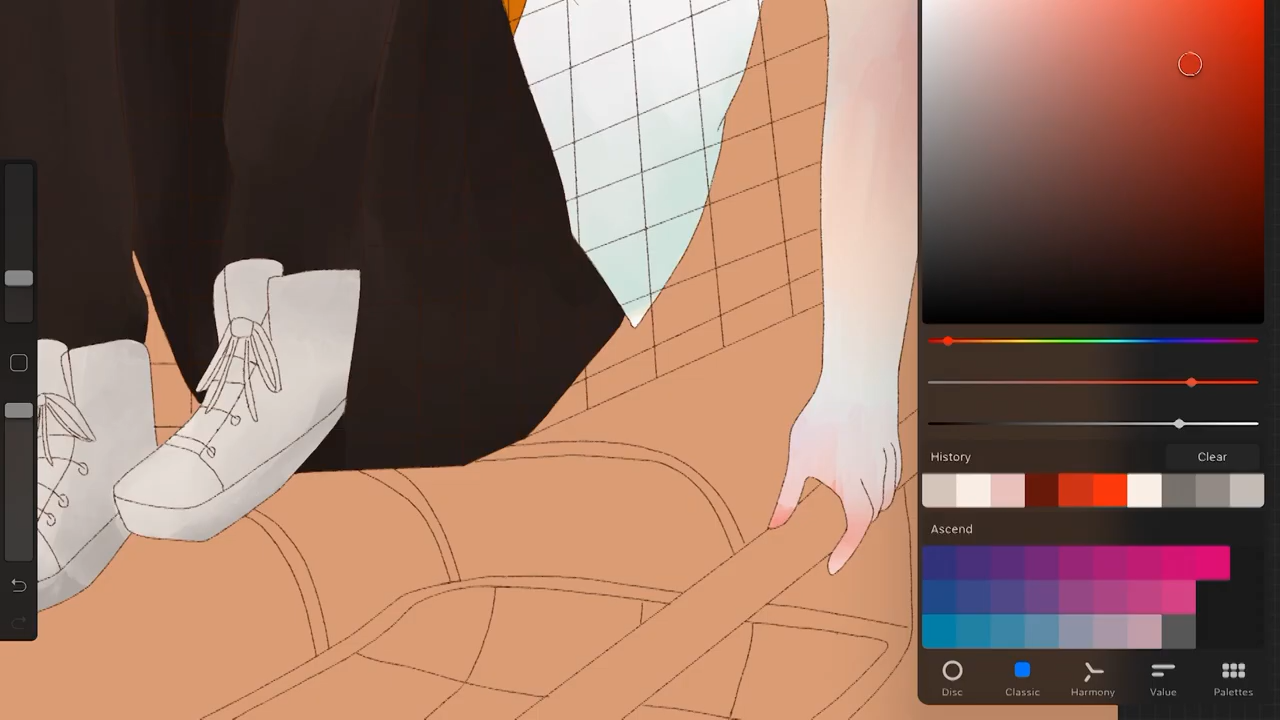 History
Clear
Ascend
Disc
Classic
Harmony
Value
Palettes